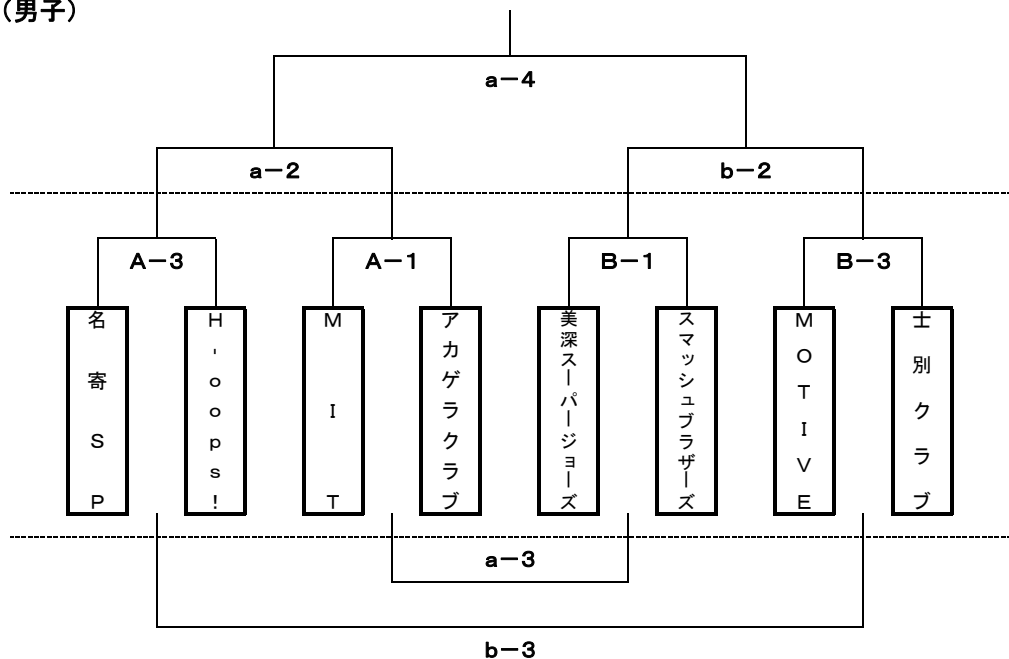 (男子)
a－4
a－2
b－2
A－3
A－1
B－1
B－3
名寄SP
H'oops!
MIT
アカゲラクラブ
美深スーパージョーズ
スマッシュブラザーズ
MOTIVE
士別クラブ
a－3
b－3